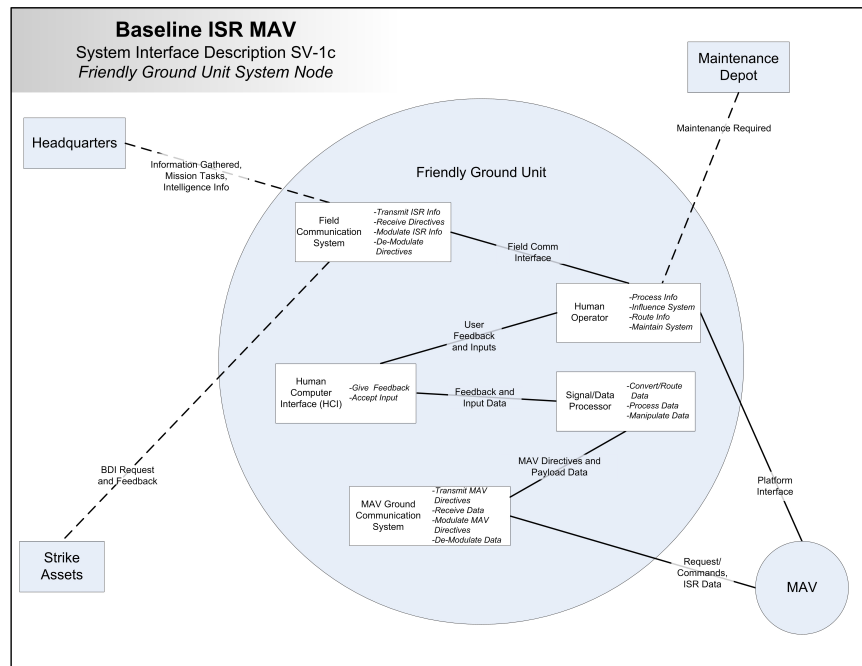 Baseline ISR MAV
System Interface Description SV-1c
Friendly Ground Unit System Node
Maintenance
Depot
Headquarters
Maintenance Required
Information Gathered,
Mission Tasks,
Intelligence Info
Friendly Ground Unit
Field
Communication
System
-Transmit ISR Info
-Receive Directives
-Modulate ISR Info
-De-Modulate
Directives
Field Comm
Interface
Human
Operator
-Process Info
-Influence System
-Route Info
-Maintain System
User
Feedback
and Inputs
Human
Computer
Interface (HCI)
-Give Feedback
-Accept Input
Feedback and
Input Data
Signal/Data
Processor
-Convert/Route
Data
-Process Data
-Manipulate Data
BDI Request
and Feedback
MAV Directives and
Payload Data
Platform
Interface
MAV Ground
Communication
System
-Transmit MAV
Directives
-Receive Data
-Modulate MAV
Directives
-De-Modulate Data
Strike
Assets
Request/
Commands,
ISR Data
MAV